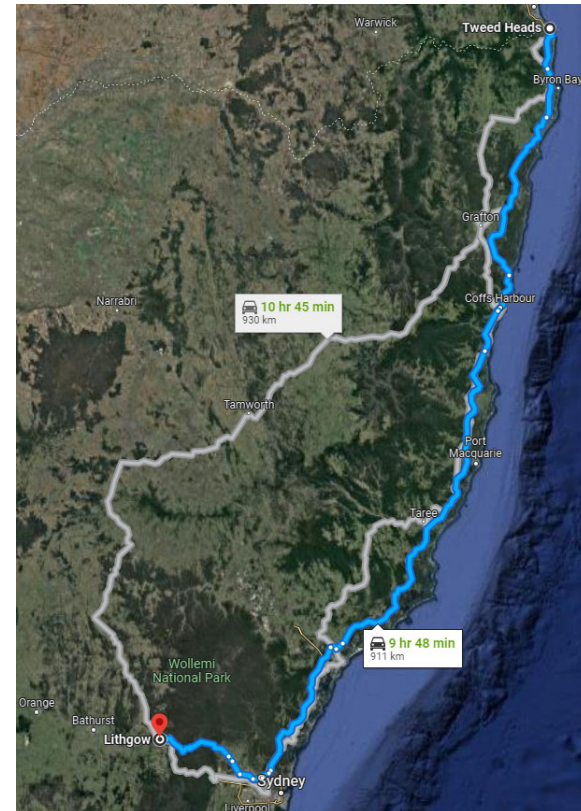 Warwick
Tweed Heads
Byron Bay
Grafton
Narrabri
10 hr 45 min
930 km
Coffs Harbour
Tamworth
Port
Macquarie
Taree
9 hr 48 min
911 km
Wollemi
National Park
Orange
Bathurst
Lithgow
Sydney
Liverpool